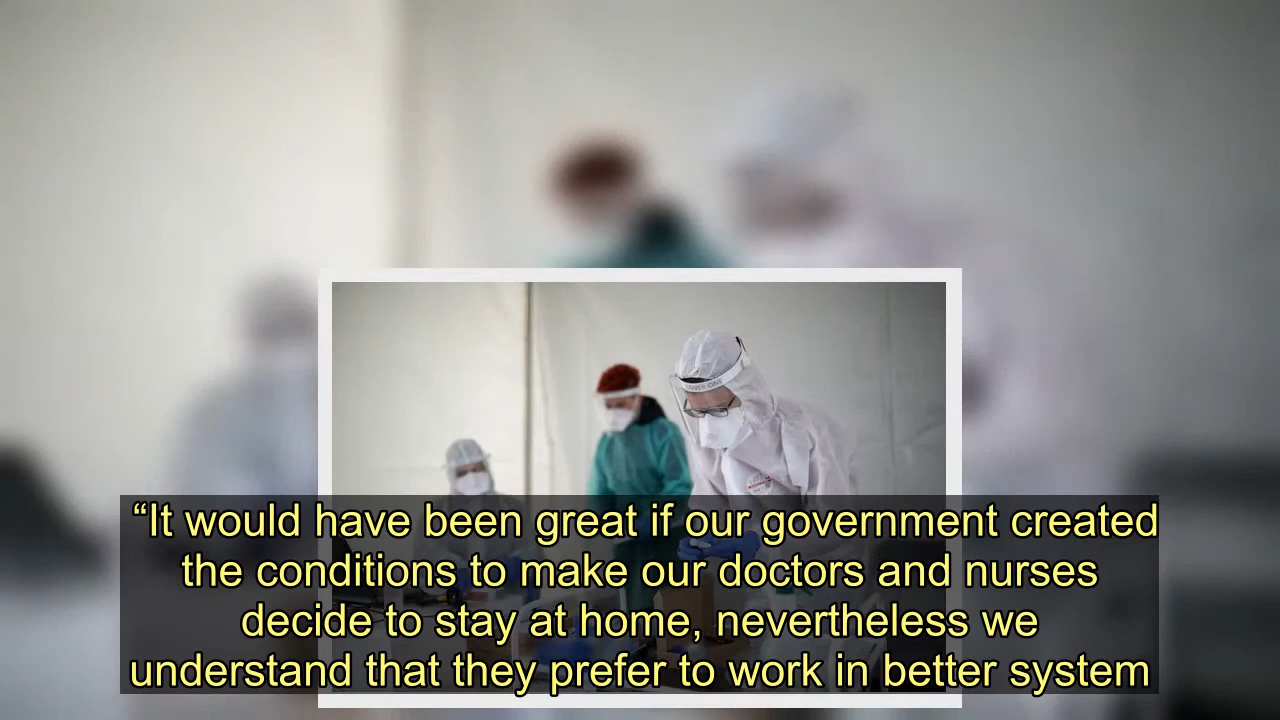 “It would have been great if our government created
the conditions to make our doctors and nurses
decide to stay at home, nevertheless we
understand that they prefer to work in better system